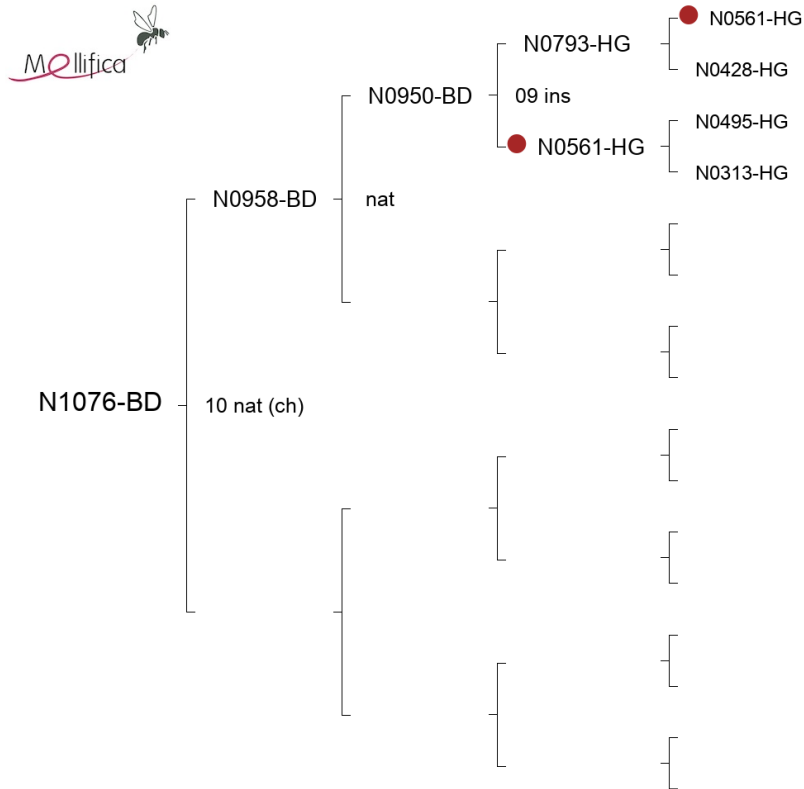 Mellifica
N0561-HG
N0793-HG
N0428-HG
N0950-BD
09 ins
N0495-HG
N0561-HG
N0313-HG
N0958-BD
nat
N1076-BD
10 nat (ch)